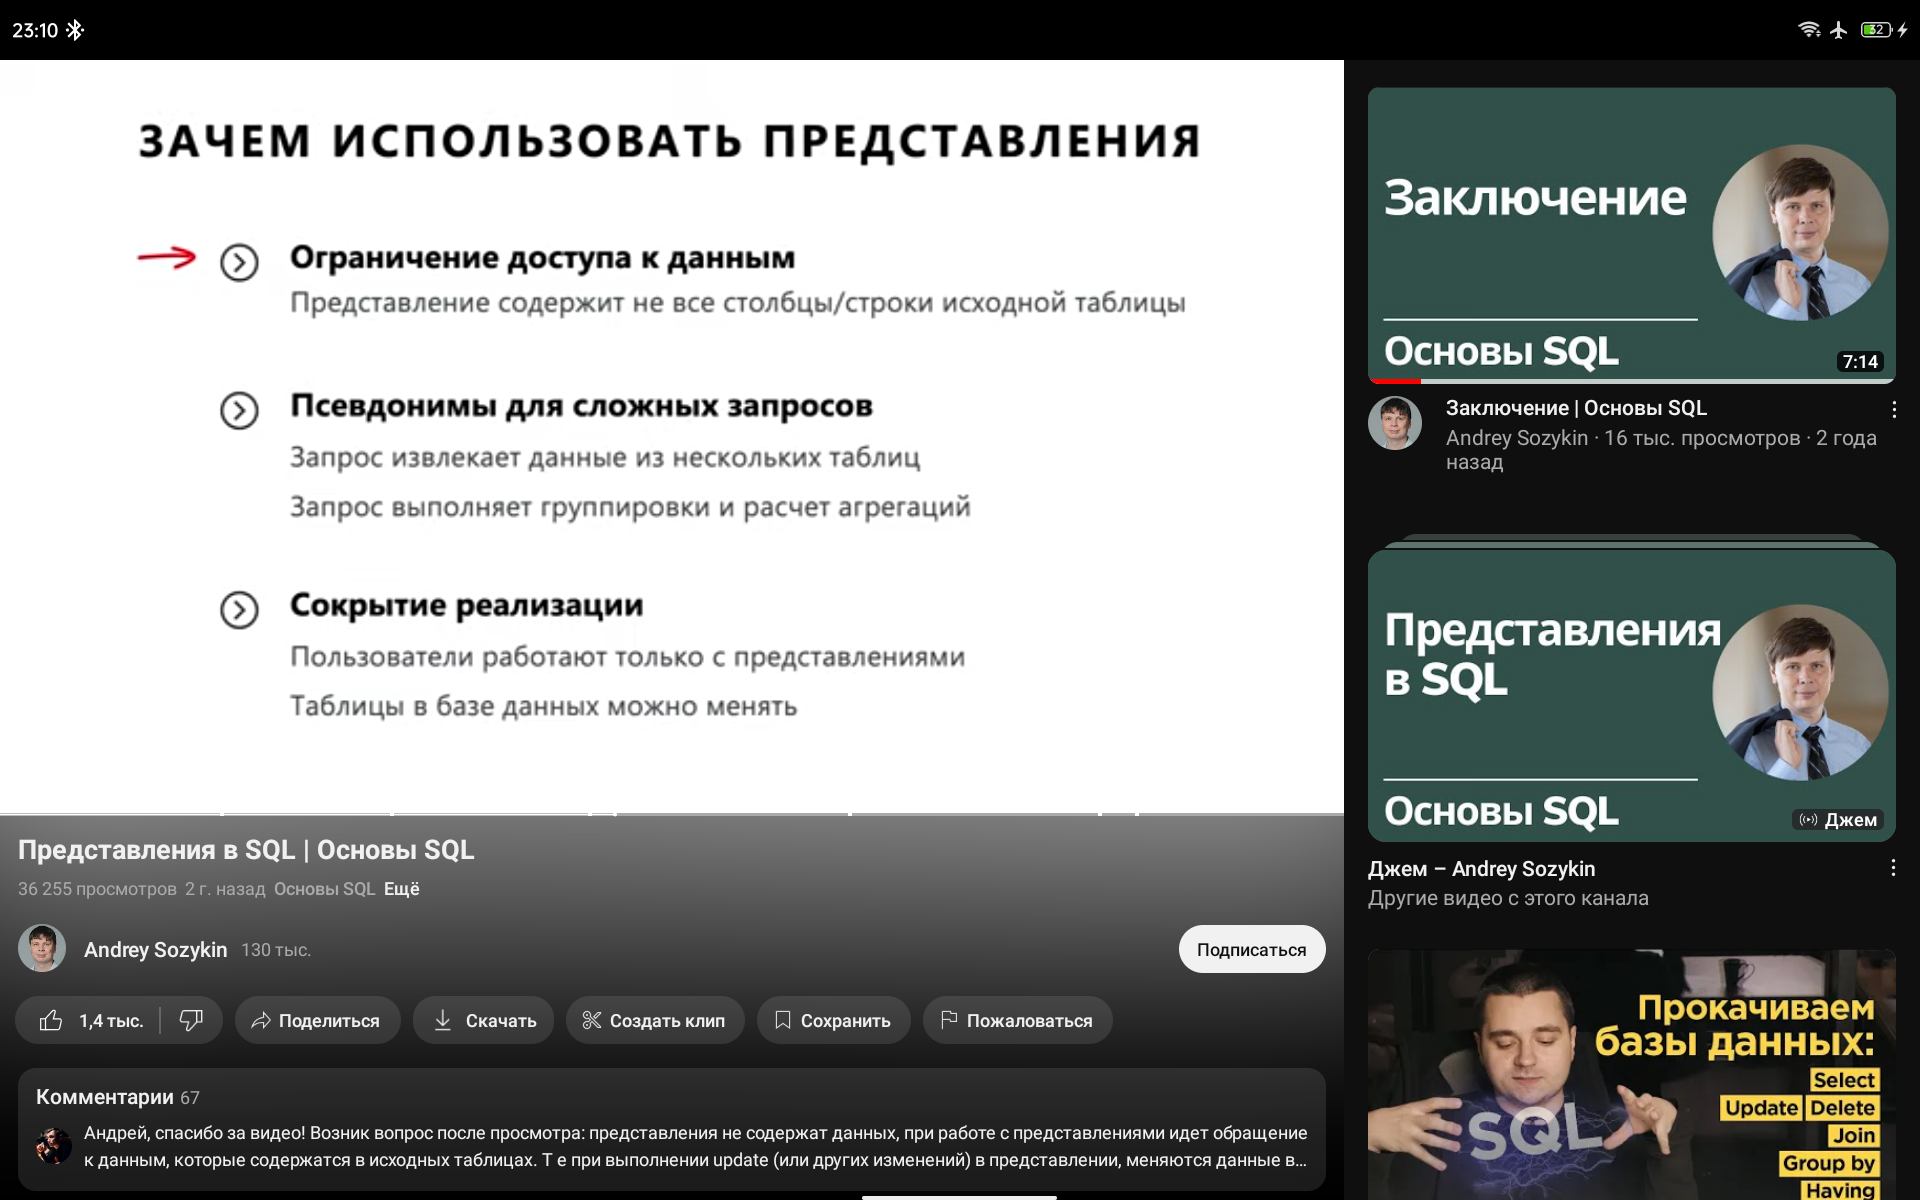 23:10
32
ЗАЧЕМ ИСПОЛЬЗОВАТЬ ПРЕДСТАВЛЕНИЯ
Ограничение доступа к данным
Представление содержит не все столбцы/строки исходной таблицы
Псевдонимы для сложных запросов
Запрос извлекает данные из нескольких таблиц
Запрос выполняет группировки и расчет агрегаций
Сокрытие реализации
Пользователи работают только с представлениями
Таблицы в базе данных можно менять
Представления в SQL | Основы SQL
36 255 просмотров 2 г. назад Основы SQL Ещё
Andrey Sozykin 130 тыс.
Подписаться
1,4 тыс.
Поделиться
Скачать
Создать клип
Сохранить
Пожаловаться
Комментарии 67
Андрей, спасибо за видео! Возник вопрос после просмотра: представления не содержат данных, при работе с представлениями идет обращение
к данным, которые содержатся в исходных таблицах. Т е при выполнении update (или других изменений) в представлении, меняются данные в...
Заключение
Основы SQL
7:14
Заключение | Основы SQL
Andrey Sozykin · 16 тыс. просмотров · 2 года
назад
Представления
в SQL
Основы SQL
Джем
Джем – Andrey Sozykin
Другие видео с этого канала
Прокачиваем
базы данных:
Select
Update Delete
Join
Group by
Having
SQL